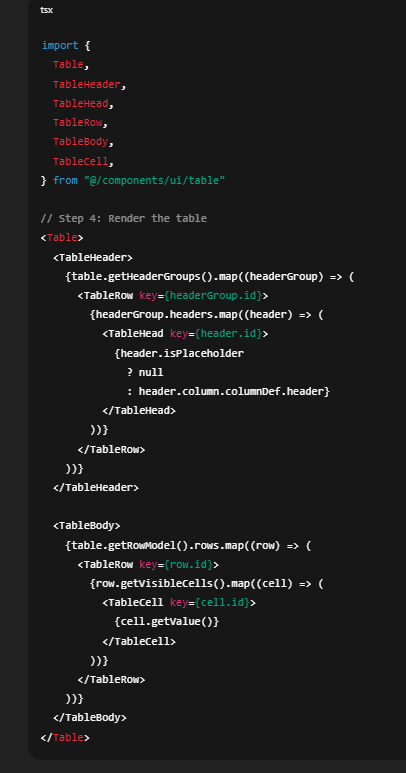 tsx
import {
  Table,
  TableHeader,
  TableHead,
  TableRow,
  TableBody,
  TableCell,
} from "@/components/ui/table"
// Step 4: Render the table
<Table>
  <TableHeader>
    {table.getHeaderGroups().map((headerGroup) => (
      <TableRow key={headerGroup.id}>
        {headerGroup.headers.map((header) => (
          <TableHead key={header.id}>
            {header.isPlaceholder
              ? null
              : header.column.columnDef.header}
          </TableHead>
        ))}
      </TableRow>
    ))}
  </TableHeader>
  <TableBody>
    {table.getRowModel().rows.map((row) => (
      <TableRow key={row.id}>
        {row.getVisibleCells().map((cell) => (
          <TableCell key={cell.id}>
            {cell.getValue()}
          </TableCell>
        ))}
      </TableRow>
    ))}
  </TableBody>
</Table>